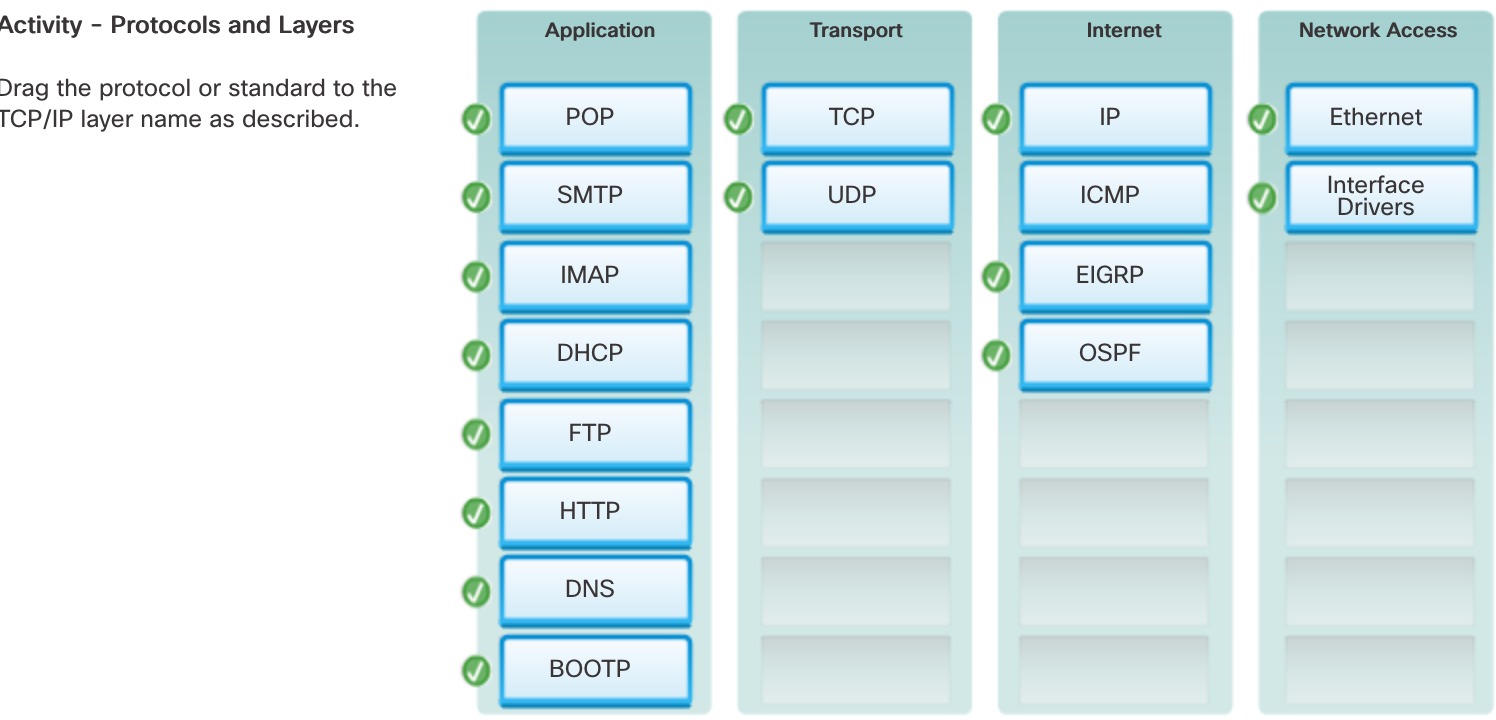 Activity - Protocols and Layers
Drag the protocol or standard to the
TCP/IP layer name as described.
Application
POP
SMTP
IMAP
DHCP
FTP
HTTP
DNS
BOOTP
Transport
TCP
UDP
Internet
IP
ICMP
EIGRP
OSPF
Network Access
Ethernet
Interface
Drivers